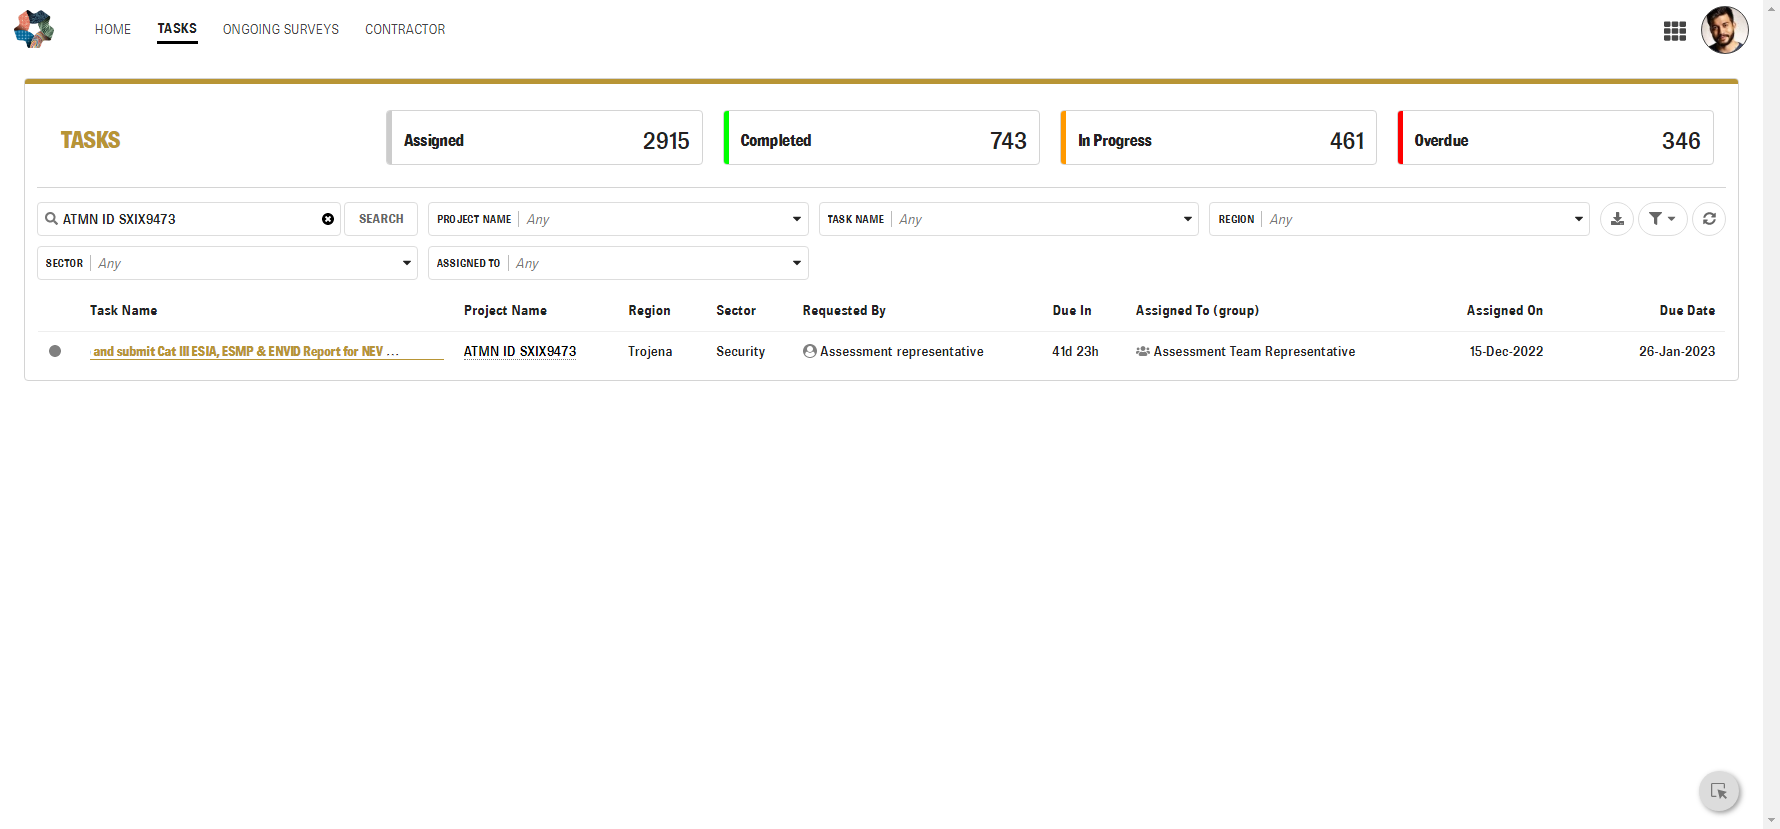 HOME TASKS ONGOING SURVEYS CONTRACTOR
TASKS
Assigned 2915
Completed 743
In Progress 461
Overdue 346
ATMN ID SXIX9473 SEARCH PROJECT NAME Any TASK NAME Any REGION Any
SECTOR Any ASSIGNED TO Any
Task Name Project Name Region Sector Requested By Due In Assigned To (group) Assigned On Due Date
and submit Cat III ESIA, ESMP & ENVID Report for NEV ... ATMN ID SXIX9473 Trojena Security Assessment representative 41d 23h Assessment Team Representative 15-Dec-2022 26-Jan-2023